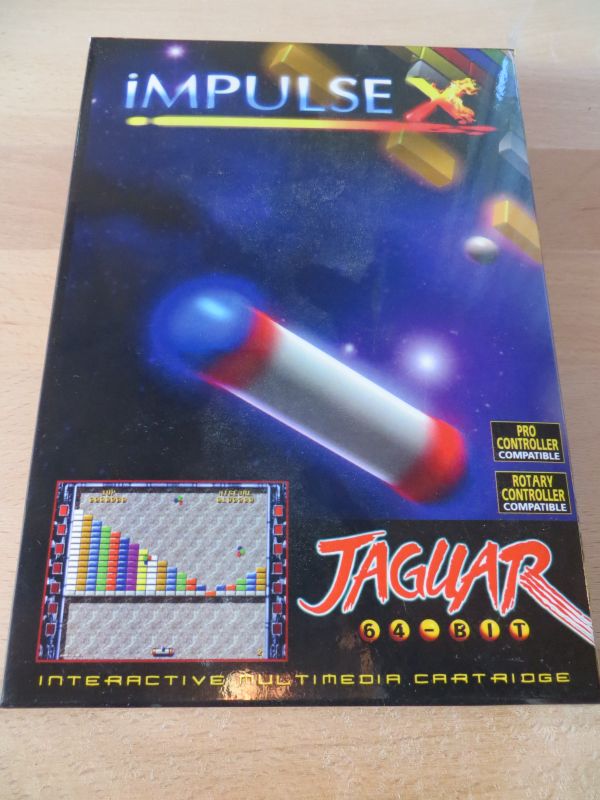 iMPULSE X
PRO
CONTROLLER
COMPATIBLE
ROTARY
CONTROLLER
COMPATIBLE
JAGUAR
64-BIT
INTERACTIVE MULTIMEDIA CARTRIDGE